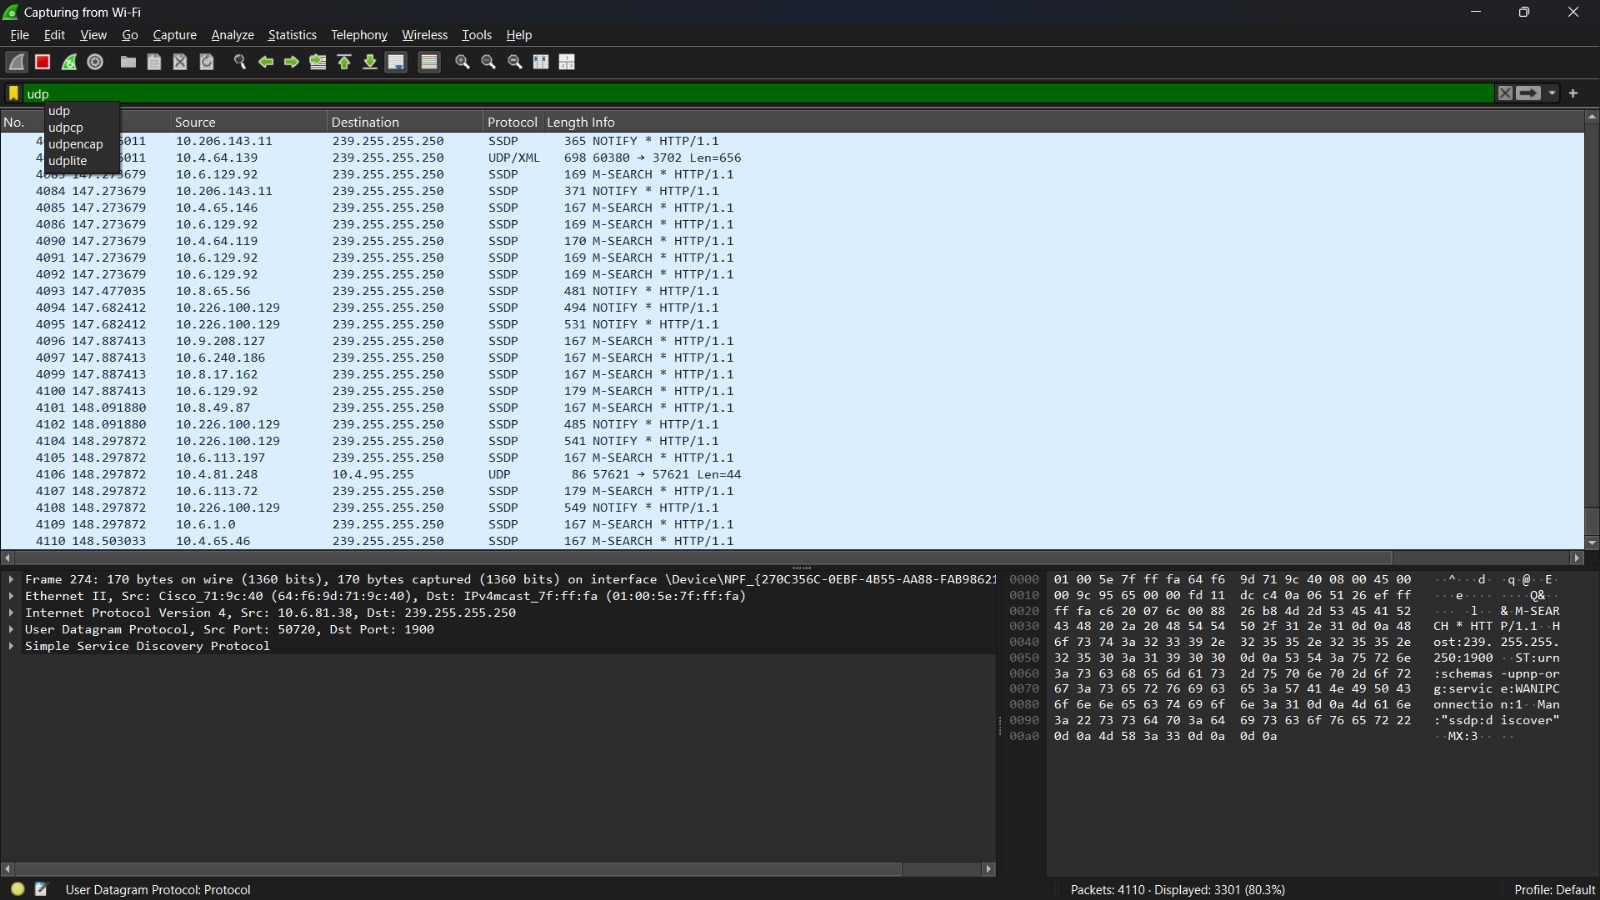 Capturing from Wi-Fi
File Edit View Go Capture Analyze Statistics Telephony Wireless Tools Help
udp
udp
udpcp
udpencap
udplite
No. Source Destination Protocol Length Info
10.206.143.11 239.255.255.250 SSDP 365 NOTIFY * HTTP/1.1
10.4.64.139 239.255.255.250 UDP/XML 698 60380 → 3702 Len=656
10.6.129.92 239.255.255.250 SSDP 169 M-SEARCH * HTTP/1.1
4084 147.273679 10.206.143.11 239.255.255.250 SSDP 371 NOTIFY * HTTP/1.1
4085 147.273679 10.4.65.146 239.255.255.250 SSDP 167 M-SEARCH * HTTP/1.1
4086 147.273679 10.6.129.92 239.255.255.250 SSDP 169 M-SEARCH * HTTP/1.1
4090 147.273679 10.4.64.119 239.255.255.250 SSDP 170 M-SEARCH * HTTP/1.1
4091 147.273679 10.6.129.92 239.255.255.250 SSDP 169 M-SEARCH * HTTP/1.1
4092 147.273679 10.6.129.92 239.255.255.250 SSDP 169 M-SEARCH * HTTP/1.1
4093 147.477035 10.8.65.56 239.255.255.250 SSDP 481 NOTIFY * HTTP/1.1
4094 147.682412 10.226.100.129 239.255.255.250 SSDP 494 NOTIFY * HTTP/1.1
4095 147.682412 10.226.100.129 239.255.255.250 SSDP 531 NOTIFY * HTTP/1.1
4096 147.887413 10.9.208.127 239.255.255.250 SSDP 167 M-SEARCH * HTTP/1.1
4097 147.887413 10.6.240.186 239.255.255.250 SSDP 167 M-SEARCH * HTTP/1.1
4099 147.887413 10.8.17.162 239.255.255.250 SSDP 167 M-SEARCH * HTTP/1.1
4100 147.887413 10.6.129.92 239.255.255.250 SSDP 179 M-SEARCH * HTTP/1.1
4101 148.091880 10.8.49.87 239.255.255.250 SSDP 167 M-SEARCH * HTTP/1.1
4102 148.091880 10.226.100.129 239.255.255.250 SSDP 485 NOTIFY * HTTP/1.1
4104 148.297872 10.226.100.129 239.255.255.250 SSDP 541 NOTIFY * HTTP/1.1
4105 148.297872 10.6.113.197 239.255.255.250 SSDP 167 M-SEARCH * HTTP/1.1
4106 148.297872 10.4.81.248 10.4.95.255 UDP 86 57621 → 57621 Len=44
4107 148.297872 10.6.113.72 239.255.255.250 SSDP 179 M-SEARCH * HTTP/1.1
4108 148.297872 10.226.100.129 239.255.255.250 SSDP 549 NOTIFY * HTTP/1.1
4109 148.297872 10.6.1.0 239.255.255.250 SSDP 167 M-SEARCH * HTTP/1.1
4110 148.503033 10.4.65.46 239.255.255.250 SSDP 167 M-SEARCH * HTTP/1.1
Frame 274: 170 bytes on wire (1360 bits), 170 bytes captured (1360 bits) on interface \Device\NPF_{270C356C-0EBF-4B55-AA88-FAB98621
Ethernet II, Src: Cisco_71:9c:40 (64:f6:9d:71:9c:40), Dst: IPv4mcast_7f:ff:fa (01:00:5e:7f:ff:fa)
Internet Protocol Version 4, Src: 10.6.81.38, Dst: 239.255.255.250
User Datagram Protocol, Src Port: 50720, Dst Port: 1900
Simple Service Discovery Protocol
0000 01 00 5e 7f ff fa 64 f6 9d 71 9c 40 08 00 45 00 ··^···d· ·q·@··E·
0010 00 9c 95 65 00 00 fd 11 dc c4 0a 06 51 26 ef ff ···e···· ····Q&··
0020 ff fa c6 20 07 6c 00 88 26 b8 4d 2d 53 45 41 52 ··· ·l·· &·M-SEAR
0030 43 48 20 2a 20 48 54 54 50 2f 31 2e 31 0d 0a 48 CH * HTT P/1.1··H
0040 6f 73 74 3a 32 33 39 2e 32 35 35 2e 32 35 35 2e ost:239. 255.255.
0050 32 35 30 3a 31 39 30 30 0d 0a 53 54 3a 75 72 6e 250:1900 ··ST:urn
0060 3a 73 63 68 65 6d 61 73 2d 75 70 6e 70 2d 6f 72 :schemas -upnp-or
0070 67 3a 73 65 72 76 69 63 65 3a 57 41 4e 49 50 43 g:servic e:WANIPC
0080 6f 6e 6e 65 63 74 69 6f 6e 3a 31 0d 0a 4d 61 6e onnectio n:1··Man
0090 3a 22 73 73 64 70 3a 64 69 73 63 6f 76 65 72 22 :"ssdp:d iscover"
00a0 0d 0a 4d 58 3a 33 0d 0a 0d 0a ··MX:3·· ··
User Datagram Protocol: Protocol Packets: 4110 · Displayed: 3301 (80.3%) Profile: Default